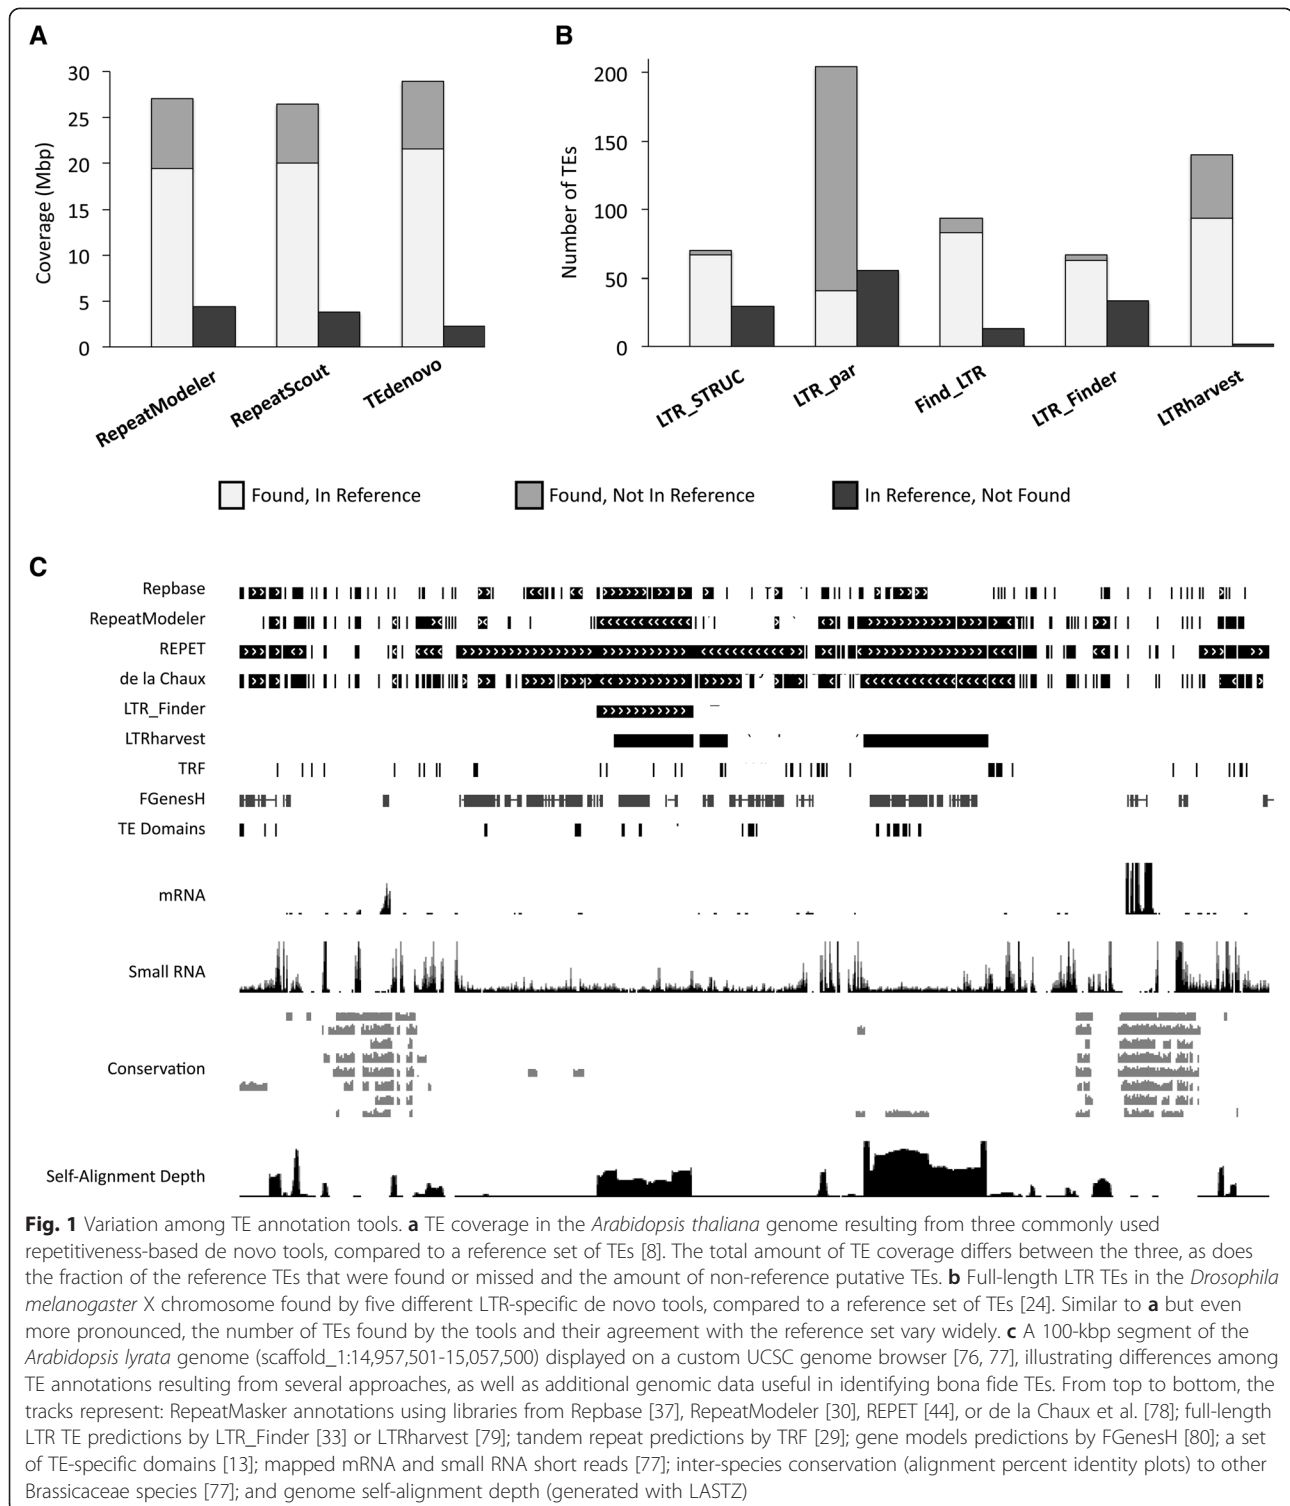 A
B
30
25
20
15
10
5
0
Coverage (Mbp)
RepeatModeler
RepeatScout
TEdenovo
200
150
100
50
0
Number of TEs
LTR_STRUC
LTR_par
Find_LTR
LTR_Finder
LTRharvest
Found, In Reference
Found, Not In Reference
In Reference, Not Found
C
Repbase
RepeatModeler
REPET
de la Chaux
LTR_Finder
LTRharvest
TRF
FGenesH
TE Domains
mRNA
Small RNA
Conservation
Self-Alignment Depth
Fig. 1 Variation among TE annotation tools. a TE coverage in the Arabidopsis thaliana genome resulting from three commonly used
repetitiveness-based de novo tools, compared to a reference set of TEs [8]. The total amount of TE coverage differs between the three, as does
the fraction of the reference TEs that were found or missed and the amount of non-reference putative TEs. b Full-length LTR TEs in the Drosophila
melanogaster X chromosome found by five different LTR-specific de novo tools, compared to a reference set of TEs [24]. Similar to a but even
more pronounced, the number of TEs found by the tools and their agreement with the reference set vary widely. c A 100-kbp segment of the
Arabidopsis lyrata genome (scaffold_1:14,957,501-15,057,500) displayed on a custom UCSC genome browser [76, 77], illustrating differences among
TE annotations resulting from several approaches, as well as additional genomic data useful in identifying bona fide TEs. From top to bottom, the
tracks represent: RepeatMasker annotations using libraries from Repbase [37], RepeatModeler [30], REPET [44], or de la Chaux et al. [78]; full-length
LTR TE predictions by LTR_Finder [33] or LTRharvest [79]; tandem repeat predictions by TRF [29]; gene models predictions by FGenesH [80]; a set
of TE-specific domains [13]; mapped mRNA and small RNA short reads [77]; inter-species conservation (alignment percent identity plots) to other
Brassicaceae species [77]; and genome self-alignment depth (generated with LASTZ)